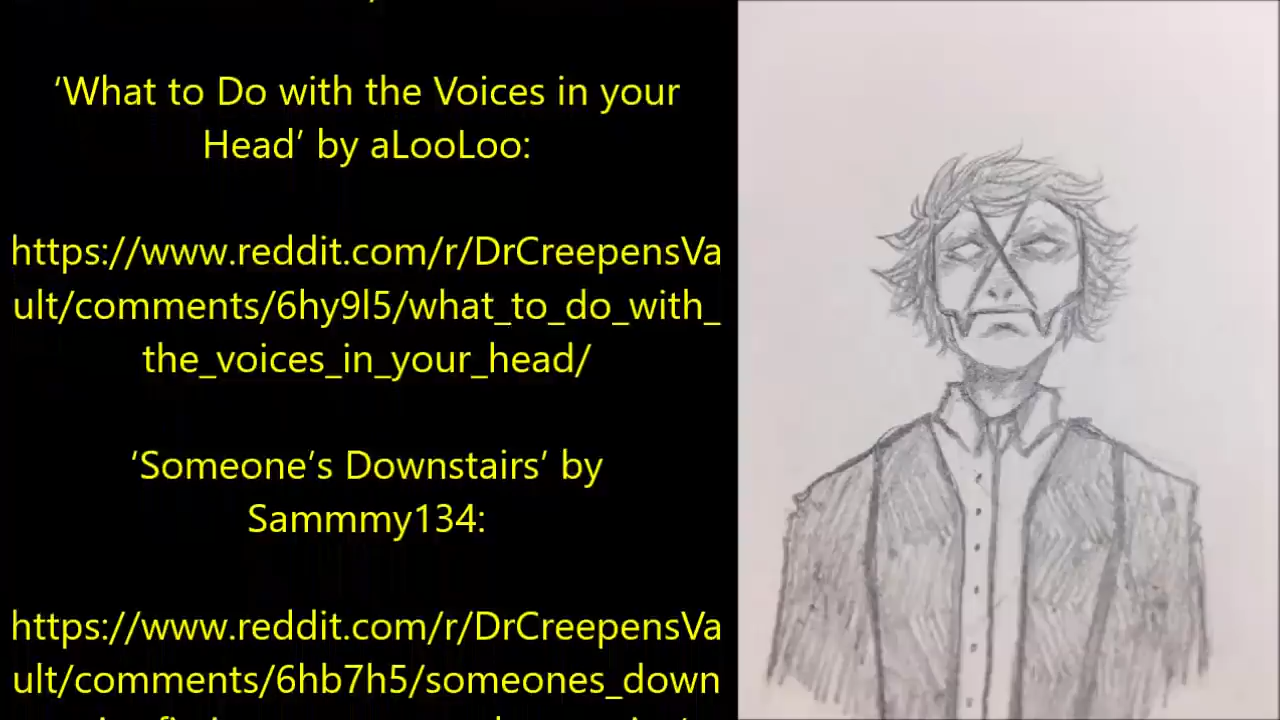 ‘What to Do with the Voices in your
Head’ by aLooLoo:
https://www.reddit.com/r/DrCreepensVa
ult/comments/6hy9l5/what_to_do_with_
the_voices_in_your_head/
‘Someone’s Downstairs’ by
Sammmy134:
https://www.reddit.com/r/DrCreepensVa
ult/comments/6hb7h5/someones_down